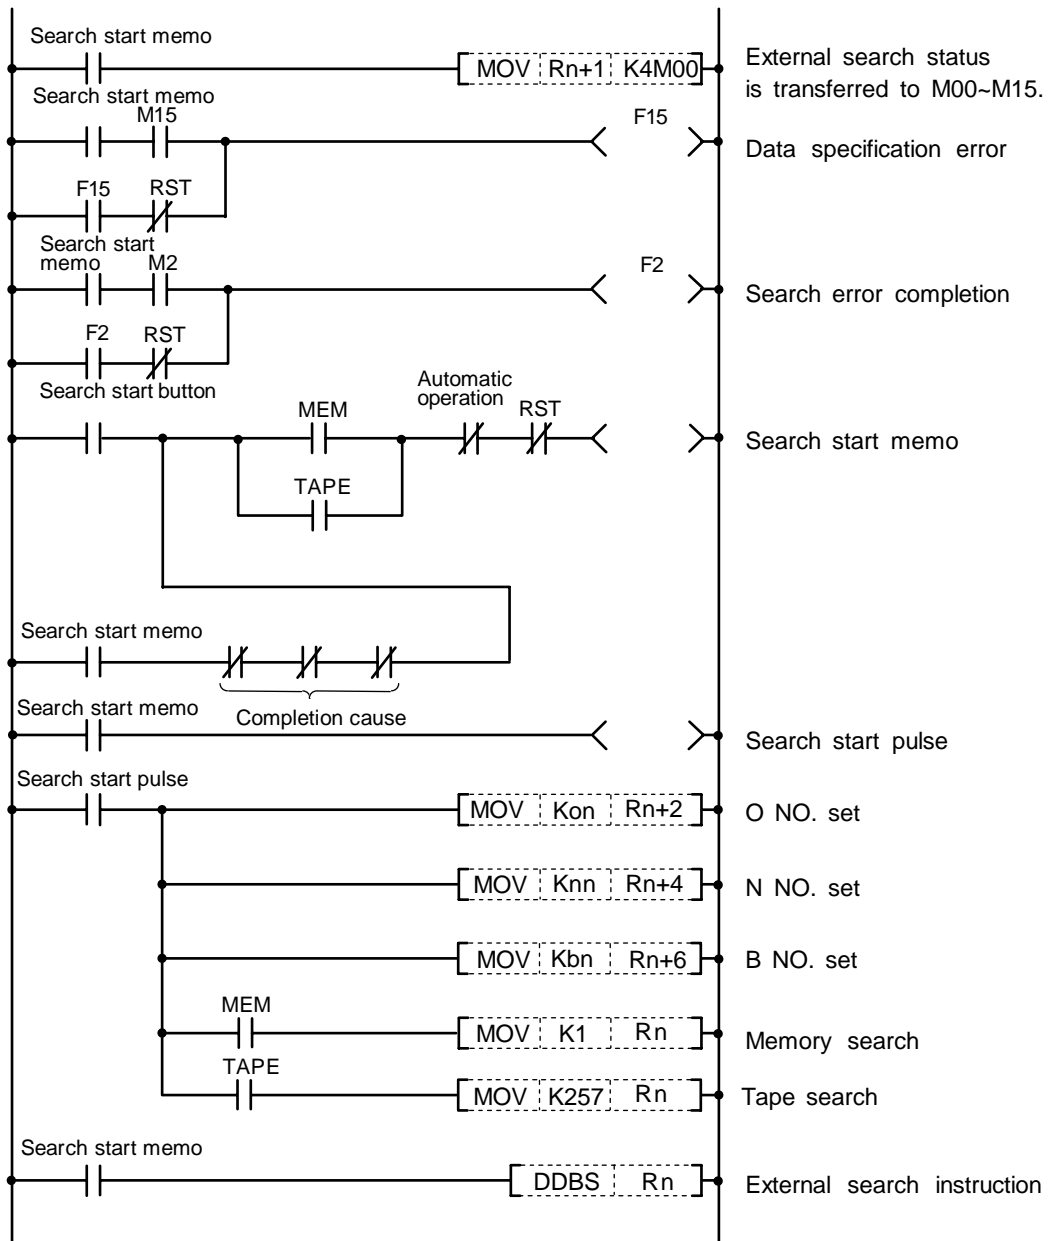 Search start memo
MOV Rn+1 K4M00
External search status
is transferred to M00~M15.
Search start memo
M15
F15
Data specification error
F15 RST
Search start
memo
M2
F2
Search error completion
F2 RST
Search start button
Automatic
operation
MEM
RST
Search start memo
TAPE
Search start memo
Completion cause
Search start memo
Search start pulse
Search start pulse
MOV Kon Rn+2
O NO. set
MOV Knn Rn+4
N NO. set
MOV Kbn Rn+6
B NO. set
MEM
MOV K1 Rn
Memory search
TAPE
MOV K257 Rn
Tape search
Search start memo
DDBS Rn
External search instruction